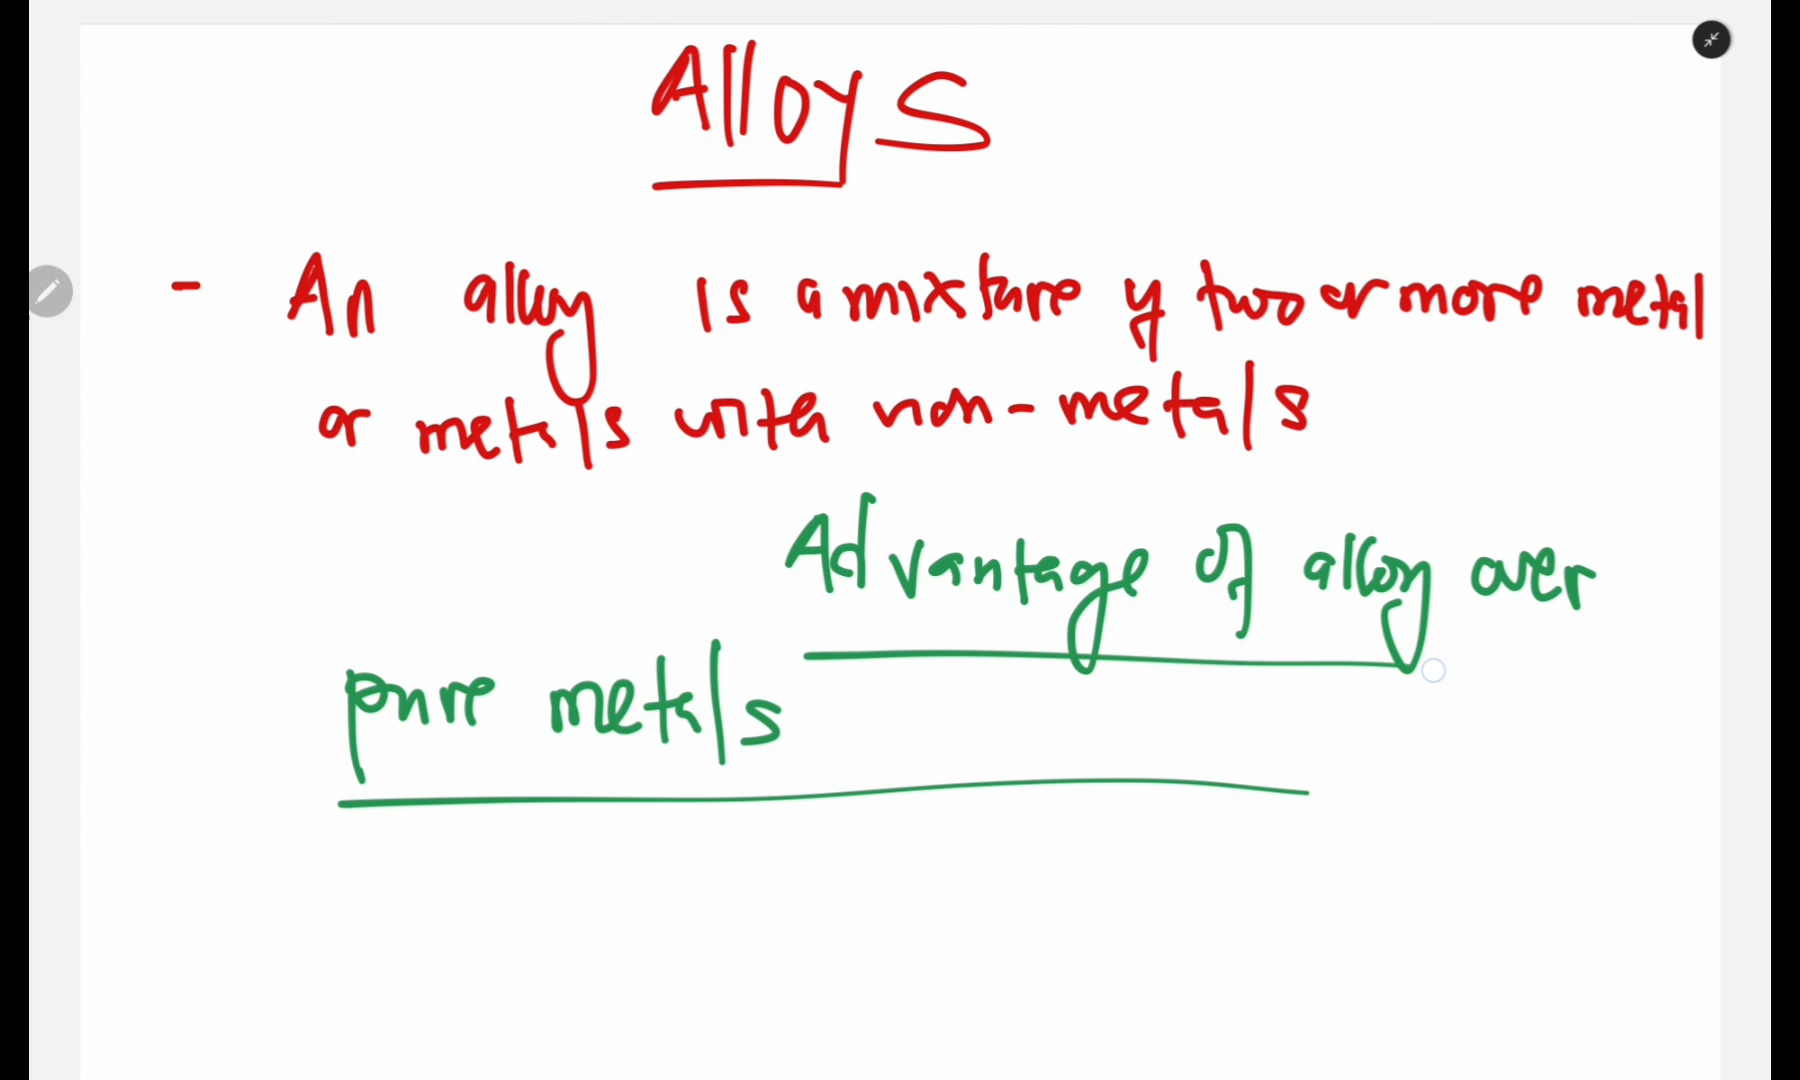 Alloys
- An alloy is a mixture of two or more metal
or metals with non-metals
Advantage of alloy over
pure metals